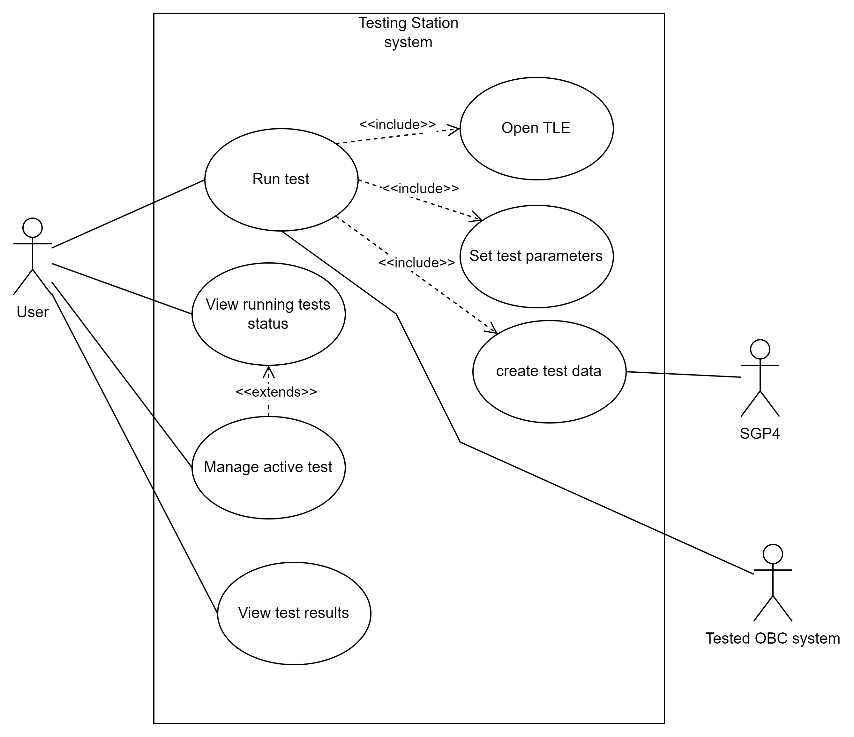 Testing Station
system
<<include>>
Open TLE
Run test
<<include>>
Set test parameters
<<include>>
User
View running tests
status
create test data
<<extends>>
SGP4
Manage active test
View test results
Tested OBC system